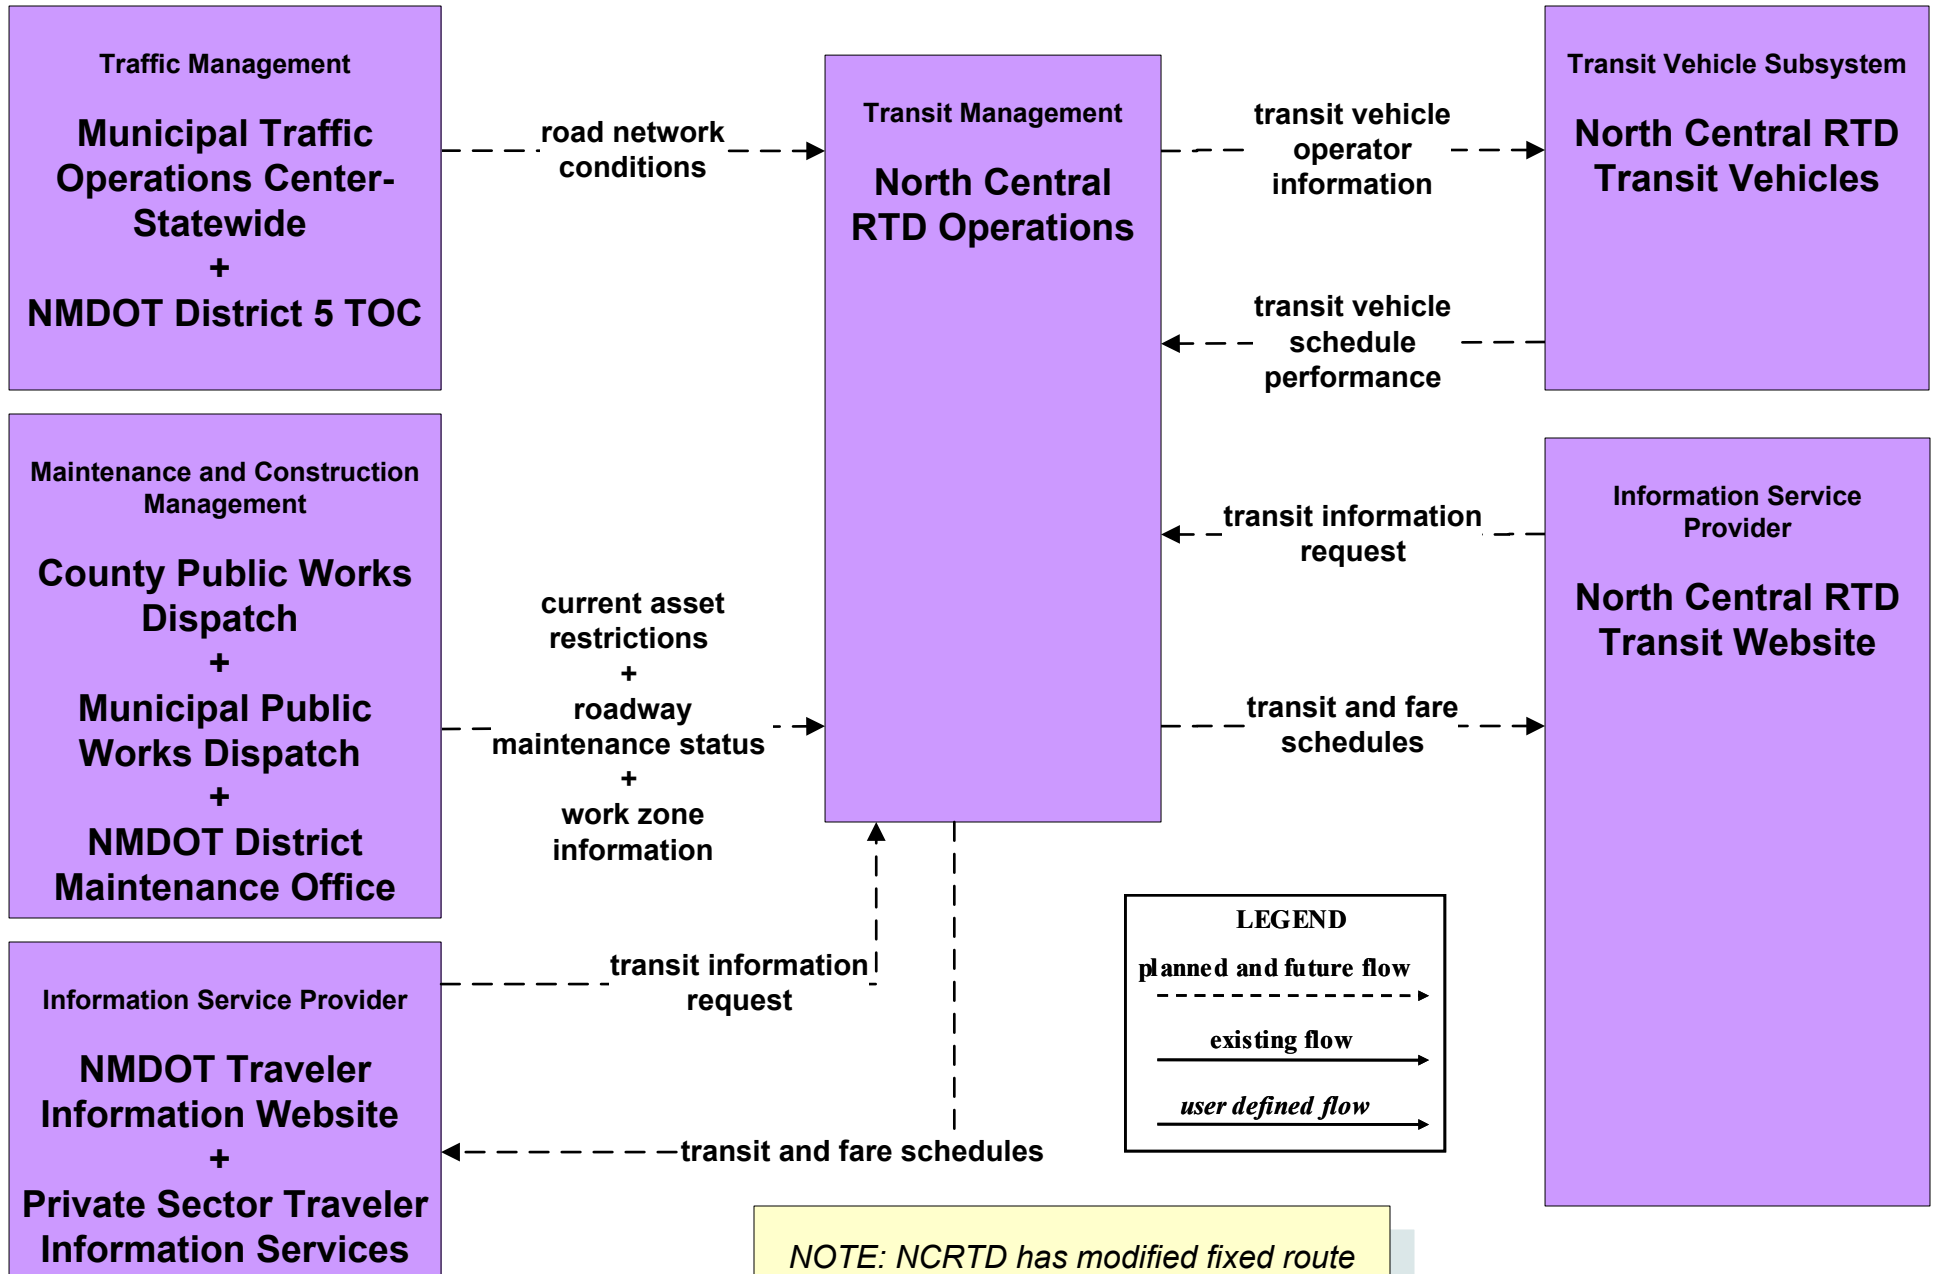 Traffic Management
Municipal Traffic
Operations Center-
Statewide
+
NMDOT District 5 TOC
road network
conditions
Transit Management
North Central
RTD Operations
transit vehicle
operator
information
Transit Vehicle Subsystem
North Central RTD
Transit Vehicles
transit vehicle
schedule
performance
Maintenance and Construction
Management
County Public Works
Dispatch
+
Municipal Public
Works Dispatch
+
NMDOT District
Maintenance Office
current asset
restrictions
+
roadway
maintenance status
+
work zone
information
transit information
request
Information Service
Provider
North Central RTD
Transit Website
transit and fare
schedules
Information Service Provider
NMDOT Traveler
Information Website
+
Private Sector Traveler
Information Services
transit information
request
transit and fare schedules
LEGEND
planned and future flow
existing flow
user defined flow
NOTE: NCRTD has modified fixed route